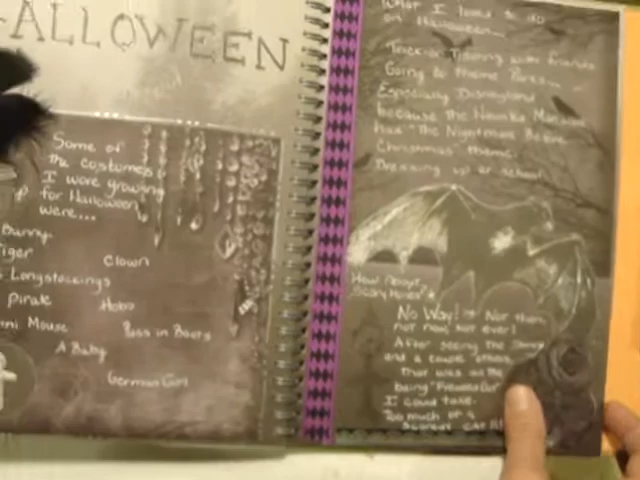 ALLOWEEN
Some of
the costumes
I wore growing
for Halloween
were...
Bunny
Tiger
Clown
Longstockings
Pirate
Hobo
Mouse
Puss in Boots
A Baby
German Girl
What I loved to do
on Halloween...
Trick-or-Treating with friends
Going to theme Parks...
Especially Disneyland
because the Mansion
had "the Nightmare Before
Christmas" theme.
Dressing up at school
How About
"Scary Movies"
No Way! Not then,
not now, not ever!
After seeing the
and a couple others
that was all the
being
I could take.
Too much of a